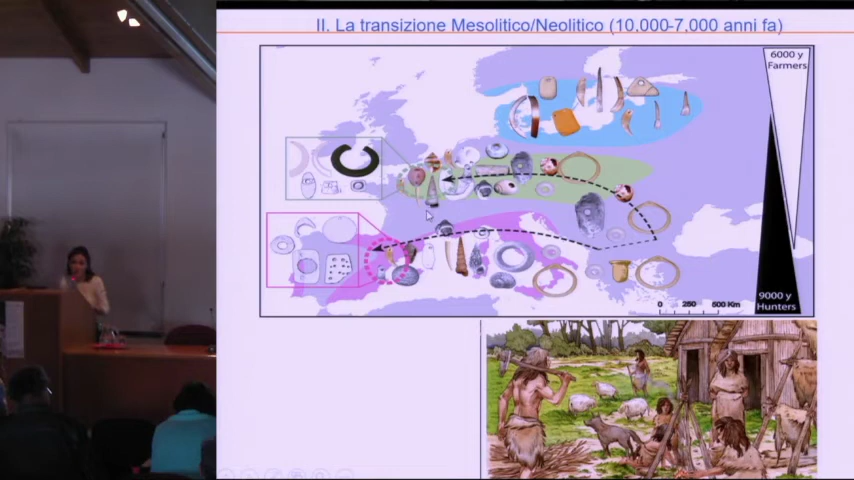 II. La transizione Mesolitico/Neolitico (10.000-7.000 anni fa)
6000 y
Farmers
9000 y
Hunters
0 250 500 Km